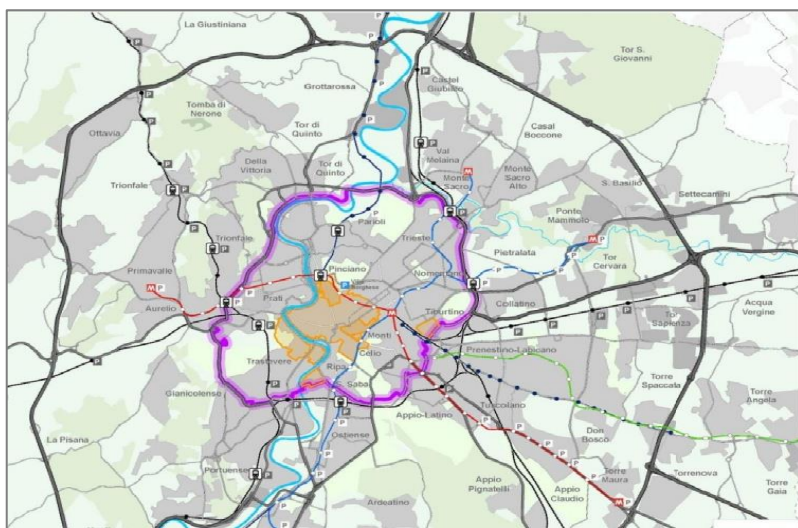 La Giustiniana
Tor S.
Giovanni
Grottarossa
Castel
Giubileo
Tomba di
Nerone
Tor di
Quinto
Casal
Boccone
Ottavia
Val
Melaina
Della
Vittoria
Tor di
Quinto
Monte
Sacro
Alto
Monte
Sacro
S. Basilio
Settecamini
Trionfale
Ponte
Mammolo
Parioli
Trieste
Trionfale
Pietralata
Tor
Cervara
Primavalle
Pinciano
Nomentano
Borghese
Aurelio
Prati
Tiburtino
Collatino
Tor
Sapienza
Acqua
Vergine
Monti
Celio
Prenestino-Labicano
Trastevere
Ripa
Saba
Torre
Spaccata
Torre
Angela
Gianicolense
Appio-Latino
Tuscolano
Don
Bosco
La Pisana
Ostiense
Portuense
Appio
Pignatelli
Appio
Claudio
Torre
Maura
Torrenova
Torre
Gaia
Ardeatino